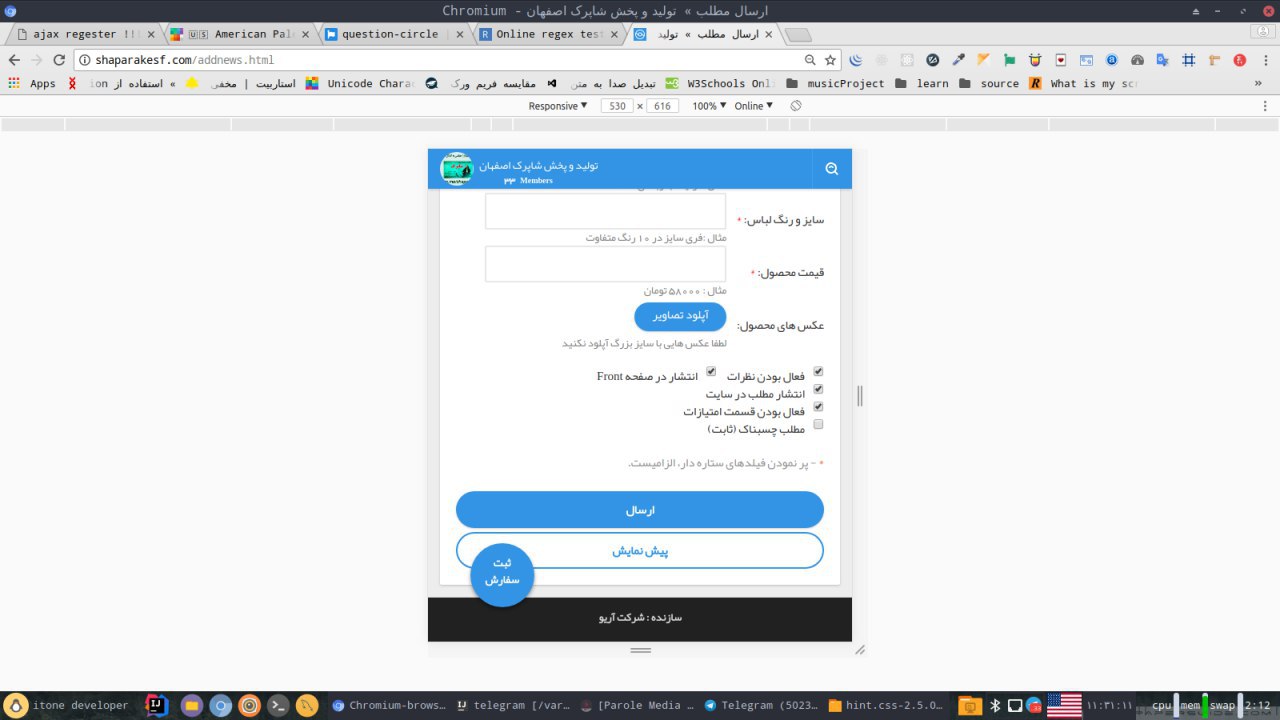 ارسال مطلب » تولید و پخش شاپرک اصفهان - Chromium
ajax regester !!!
American Pale
question-circle |
Online regex test
ارسال مطلب » تولید
shaparakesf.com/addnews.html
Apps
استفاده از ion »
استاربیت | مخفی
Unicode Charac
مقایسه فریم ورک
تبدیل صدا به متن
W3Schools Onli
musicProject
learn
source
What is my scr
»
Responsive ▼ 530 × 616 100% ▼ Online ▼
تولید و پخش شاپرک اصفهان
۳۳ Members
سایز و رنگ لباس: *
مثال :فری سایز در ۱۰ رنگ متفاوت
قیمت محصول: *
مثال : ۵۸۰۰۰ تومان
عکس های محصول:
آپلود تصاویر
لطفا عکس هایی با سایز بزرگ آپلود نکنید
فعال بودن نظرات
انتشار در صفحه Front
انتشار مطلب در سایت
فعال بودن قسمت امتیازات
مطلب چسبناک (ثابت)
* - پر نمودن فیلدهای ستاره دار، الزامیست.
ارسال
پیش نمایش
ثبت
سفارش
سازنده : شرکت آریو
itone developer
chromium-brows...
telegram [/var...
[Parole Media ...
Telegram (5023...
hint.css-2.5.0...
33
۱۱:۳۱:۱۱
cpu mem swap 2:12